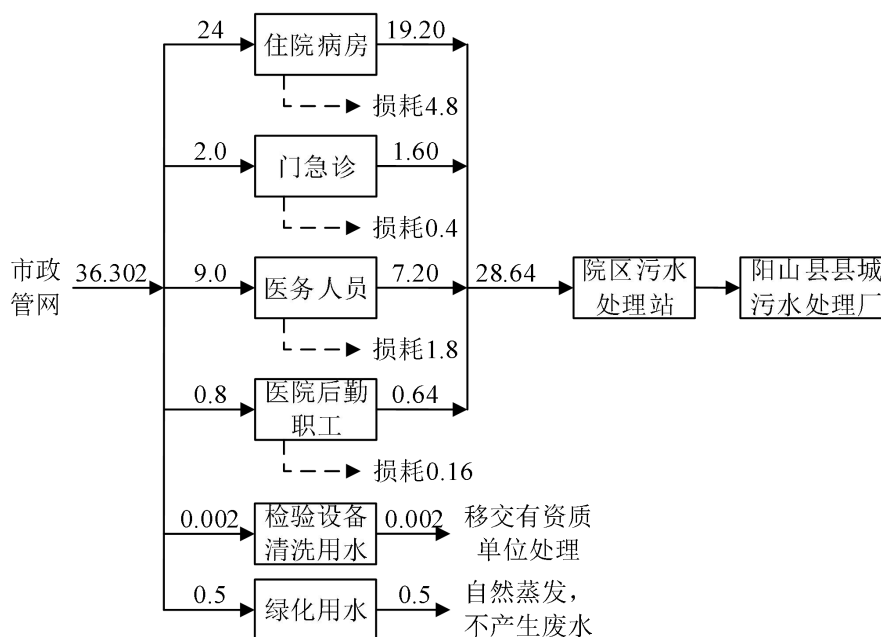 24
住院病房
19.20
损耗4.8
2.0
门急诊
1.60
损耗0.4
市政
管网
36.302
9.0
医务人员
7.20
28.64
院区污水
处理站
阳山县县城
污水处理厂
损耗1.8
0.8
医院后勤
职工
0.64
损耗0.16
0.002
检验设备
清洗用水
0.002
移交有资质
单位处理
0.5
绿化用水
0.5
自然蒸发，
不产生废水